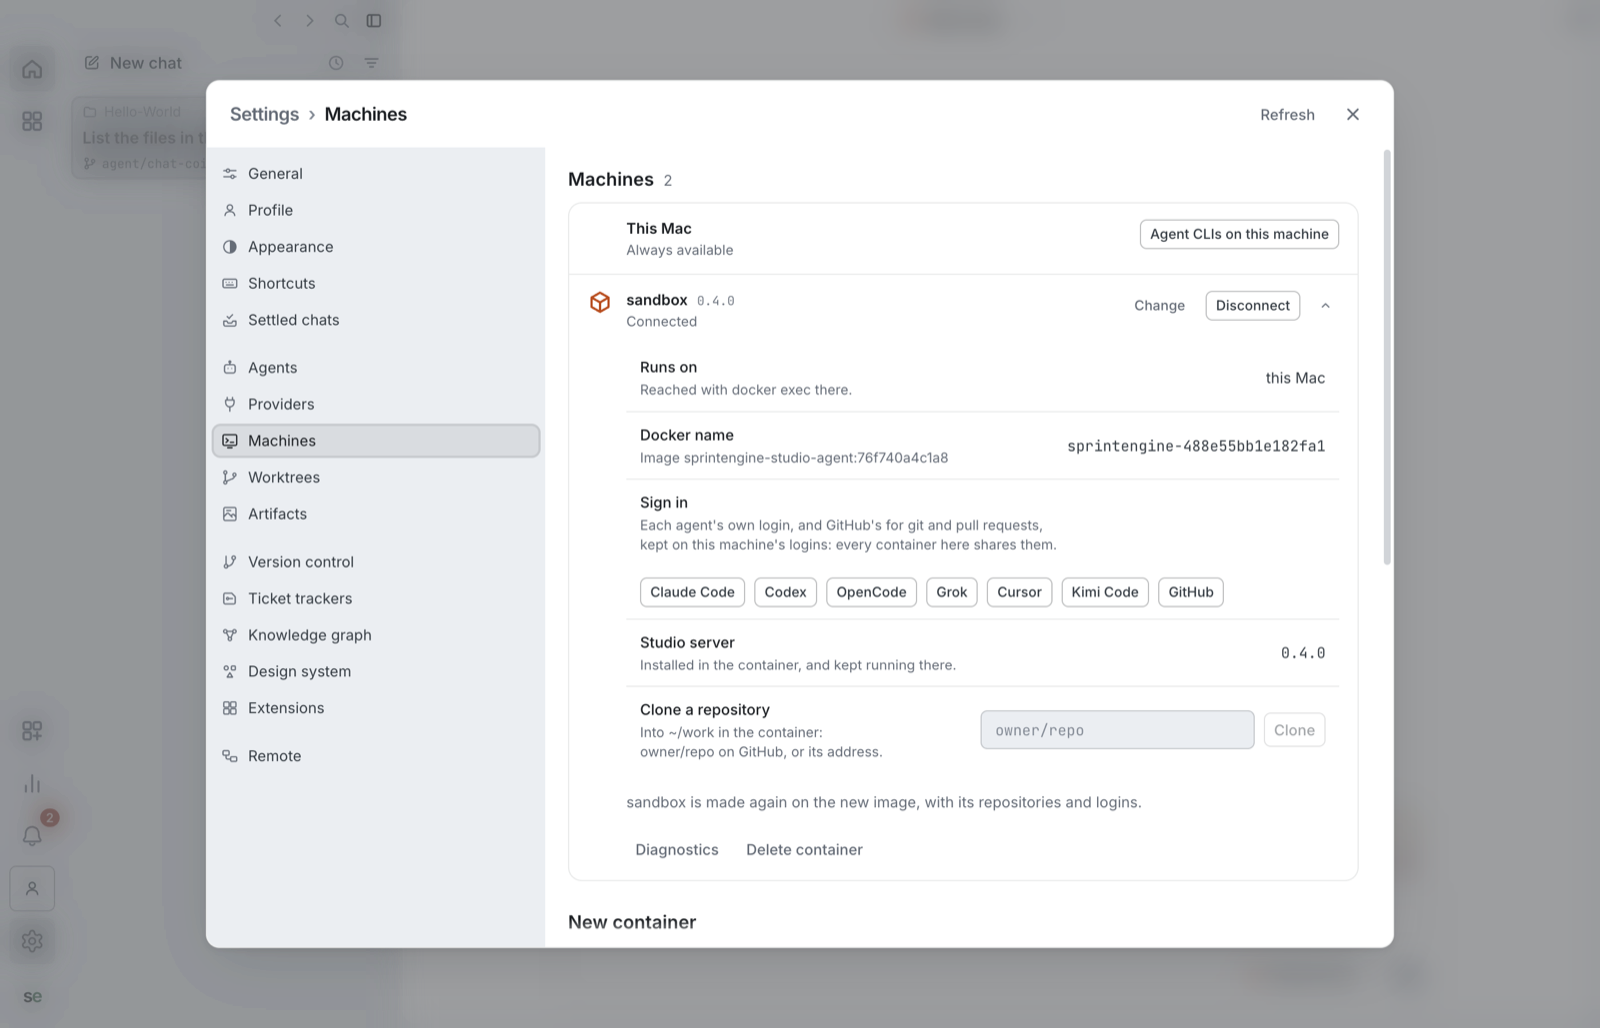 New chat
Hello-World
List the files in t
agent/chat-coi
Settings › Machines
Refresh
General
Profile
Appearance
Shortcuts
Settled chats
Agents
Providers
Machines
Worktrees
Artifacts
Version control
Ticket trackers
Knowledge graph
Design system
Extensions
Remote
Machines 2
This Mac
Always available
Agent CLIs on this machine
sandbox 0.4.0
Connected
Change
Disconnect
Runs on
Reached with docker exec there.
this Mac
Docker name
Image sprintengine-studio-agent:76f740a4c1a8
sprintengine-488e55bb1e182fa1
Sign in
Each agent's own login, and GitHub's for git and pull requests,
kept on this machine's logins: every container here shares them.
Claude Code
Codex
OpenCode
Grok
Cursor
Kimi Code
GitHub
Studio server
Installed in the container, and kept running there.
0.4.0
Clone a repository
Into ~/work in the container:
owner/repo on GitHub, or its address.
owner/repo
Clone
sandbox is made again on the new image, with its repositories and logins.
Diagnostics
Delete container
New container
2
se